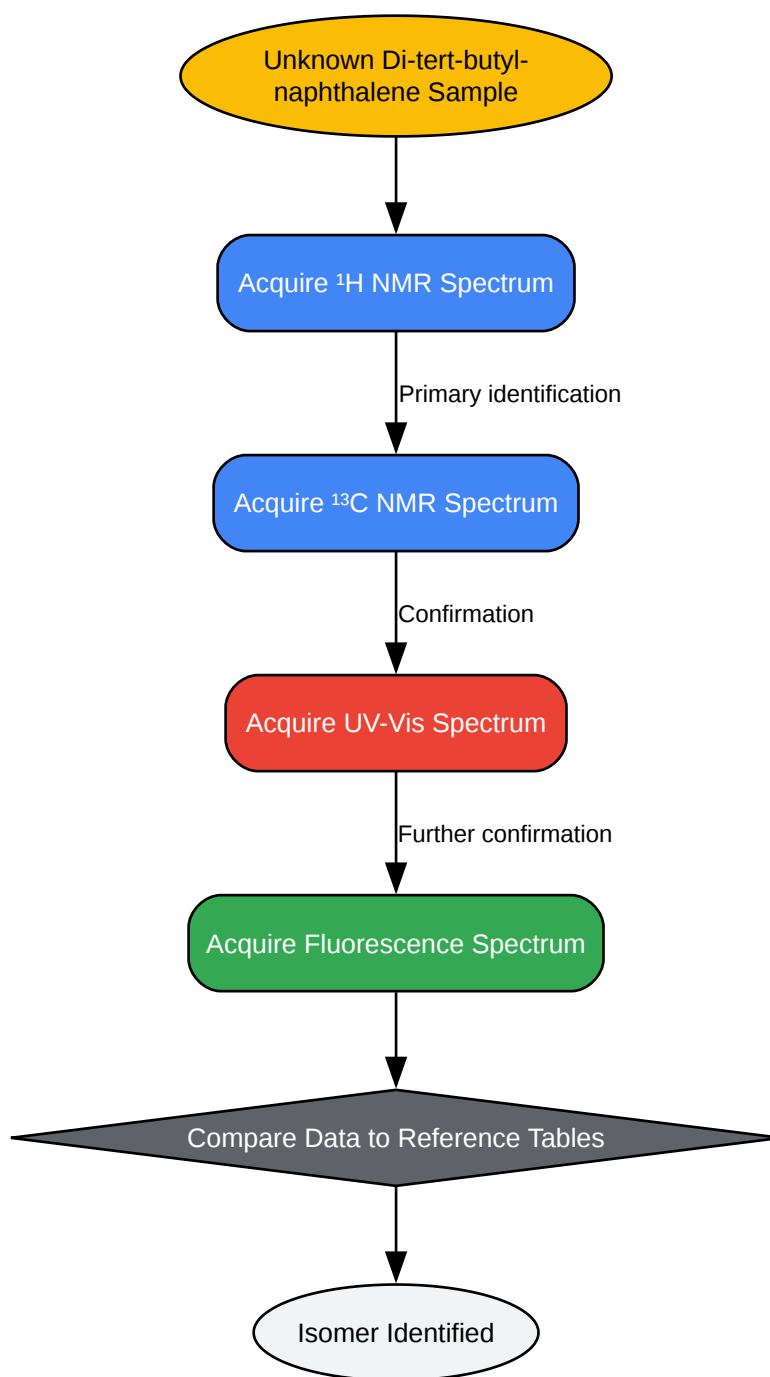 Unknown Di-tert-butyl-
naphthalene Sample
Acquire ¹H NMR Spectrum
Primary identification
Acquire ¹³C NMR Spectrum
Confirmation
Acquire UV-Vis Spectrum
Further confirmation
Acquire Fluorescence Spectrum
Compare Data to Reference Tables
Isomer Identified